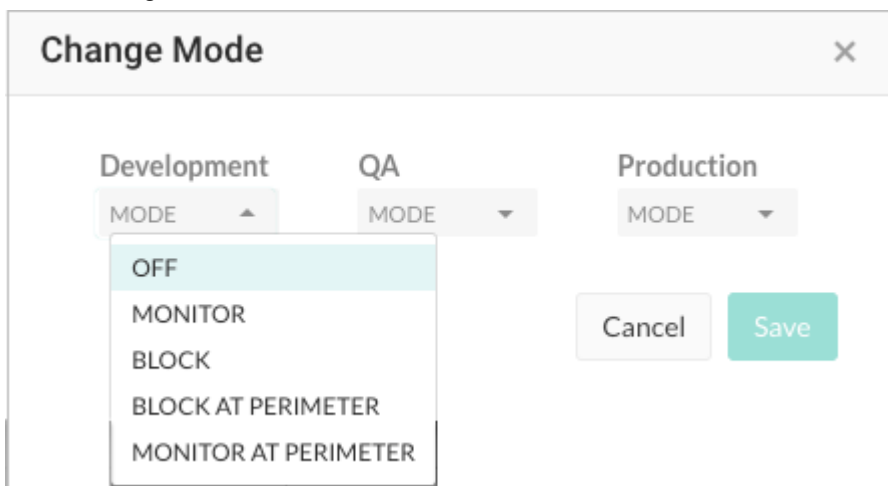 Change Mode ×
Development QA Production
MODE MODE MODE
OFF
MONITOR
BLOCK
BLOCK AT PERIMETER
MONITOR AT PERIMETER
Cancel Save